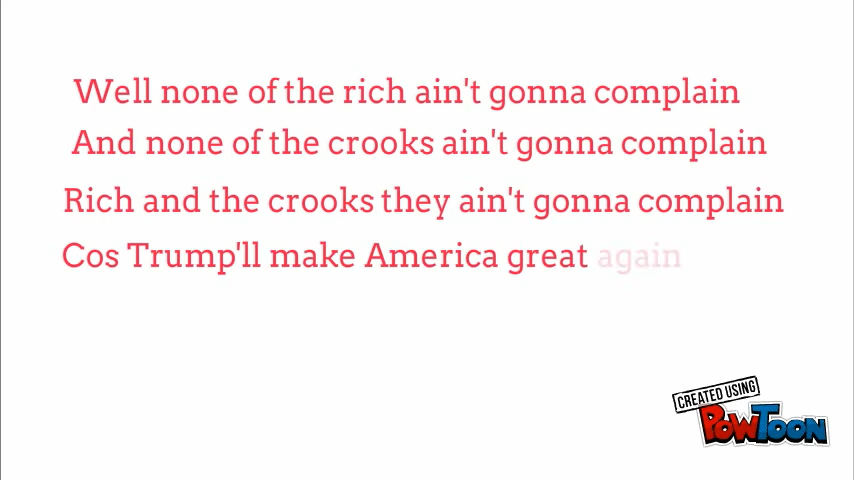 Well none of the rich ain't gonna complain
And none of the crooks ain't gonna complain
Rich and the crooks they ain't gonna complain
Cos Trump'll make America great again
CREATED USING
POWTOON